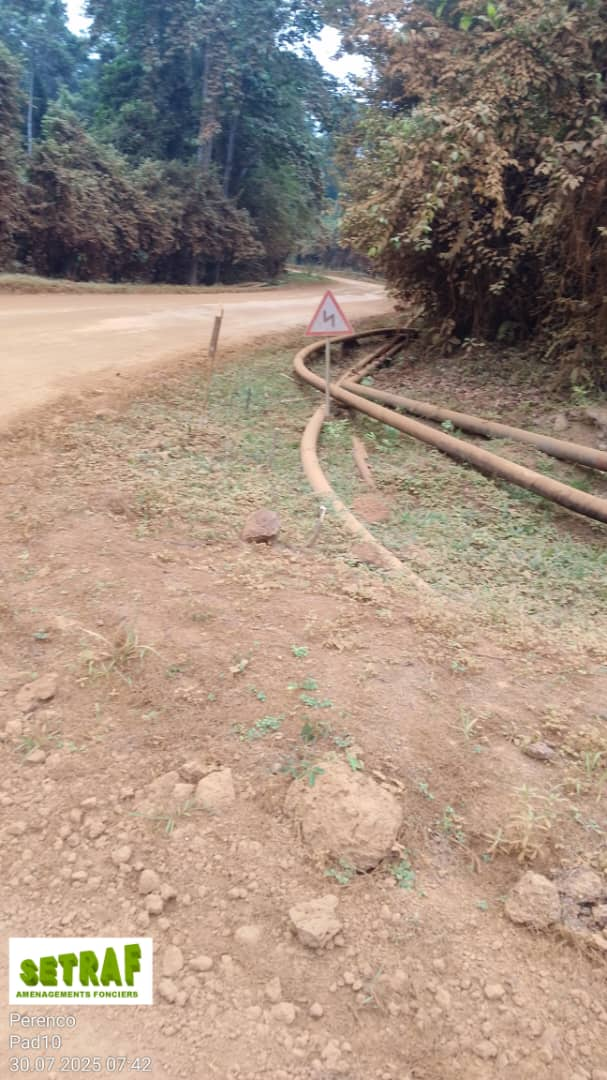 SETRAF
AMENAGEMENTS FONCIERS
Perenco
Pad10
30.07.2025 07:42